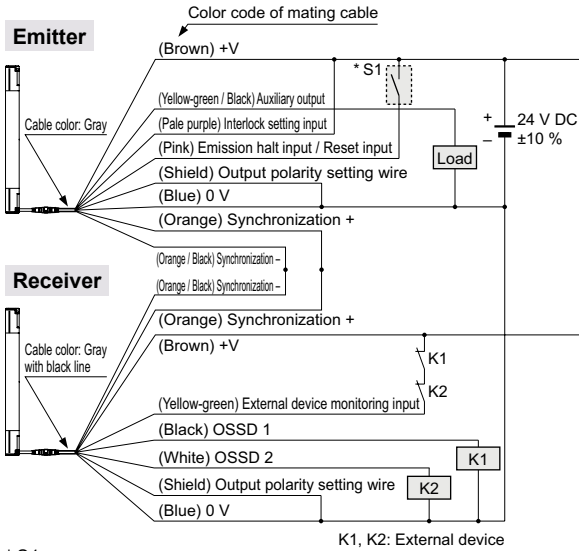 Color code of mating cable
Emitter
(Brown) +V
* S1
(Yellow-green / Black) Auxiliary output
Cable color: Gray
(Pale purple) Interlock setting input
+
–
24 V DC
±10 %
(Pink) Emission halt input / Reset input
Load
(Shield) Output polarity setting wire
(Blue) 0 V
(Orange) Synchronization +
(Orange / Black) Synchronization –
Receiver
(Orange / Black) Synchronization –
(Orange) Synchronization +
(Brown) +V
Cable color: Gray
with black line
K1
K2
(Yellow-green) External device monitoring input
(Black) OSSD 1
(White) OSSD 2
K1
(Shield) Output polarity setting wire
K2
(Blue) 0 V
K1, K2: External device